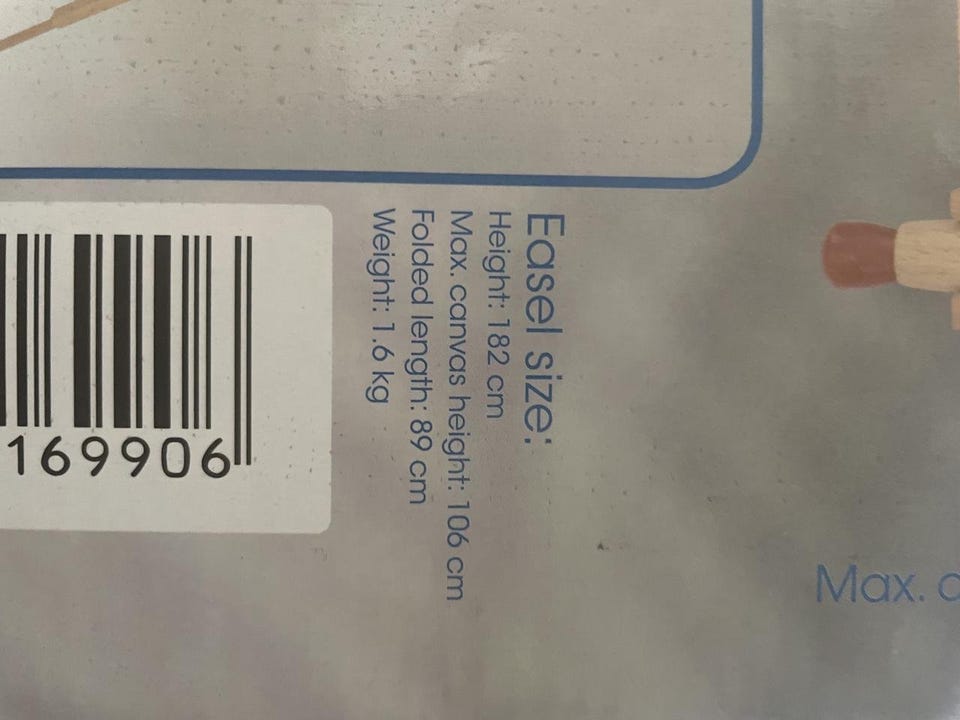 Easel size:
Height: 182 cm
Max. canvas height: 106 cm
Folded length: 89 cm
Weight: 1.6 kg
169906
Max.